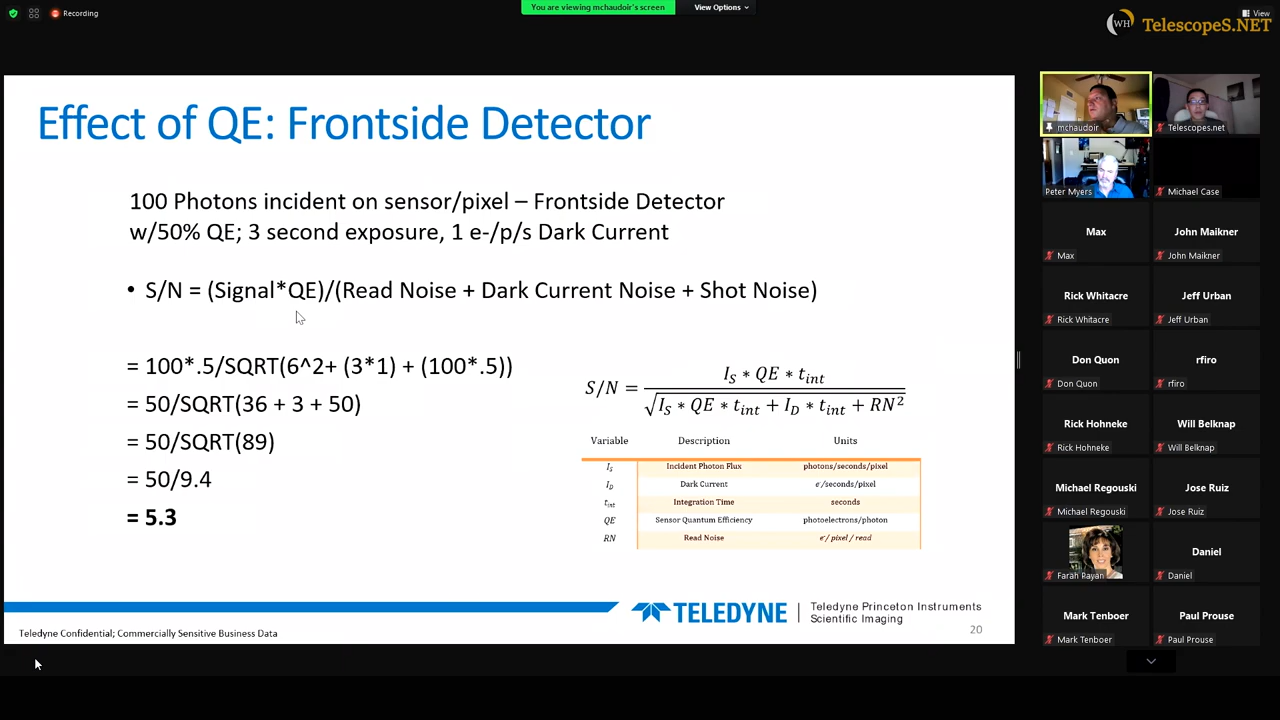 Recording
You are viewing mchaudoir's screen
View Options
View
WH TelescopeS.NET
Effect of QE: Frontside Detector
100 Photons incident on sensor/pixel – Frontside Detector
w/50% QE; 3 second exposure, 1 e-/p/s Dark Current
• S/N = (Signal*QE)/(Read Noise + Dark Current Noise + Shot Noise)
= 100*.5/SQRT(6^2+ (3*1) + (100*.5))
= 50/SQRT(36 + 3 + 50)
= 50/SQRT(89)
= 50/9.4
= 5.3
S/N = I_S * QE * t_int / √(I_S * QE * t_int + I_D * t_int + RN²)
Variable Description Units
I_S Incident Photon Flux photons/seconds/pixel
I_D Dark Current e-/seconds/pixel
t_int Integration Time seconds
QE Sensor Quantum Efficiency photoelectrons/photon
RN Read Noise e-/ pixel / read
TELEDYNE
Teledyne Princeton Instruments
Scientific Imaging
Teledyne Confidential; Commercially Sensitive Business Data
20
mchaudoir
Telescopes.net
Peter Myers
Michael Case
Max
Max
John Maikner
John Maikner
Rick Whitacre
Rick Whitacre
Jeff Urban
Jeff Urban
Don Quon
Don Quon
rfiro
rfiro
Rick Hohneke
Rick Hohneke
Will Belknap
Will Belknap
Michael Regouski
Michael Regouski
Jose Ruiz
Jose Ruiz
Farah Payan
Daniel
Daniel
Mark Tenboer
Mark Tenboer
Paul Prouse
Paul Prouse